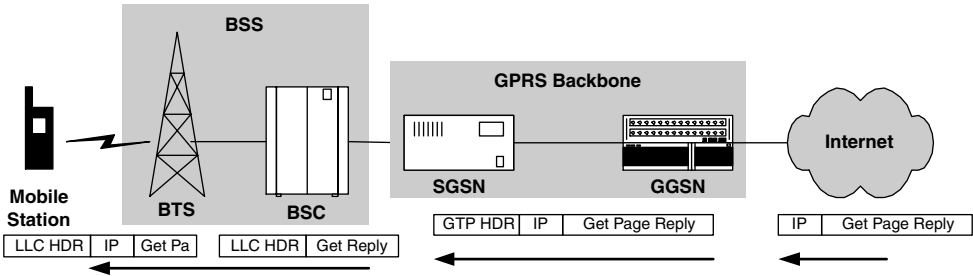 BSS
GPRS Backbone
Internet
SGSN
GGSN
Mobile
Station
BTS
BSC
LLC HDR IP Get Pa
LLC HDR Get Reply
GTP HDR IP Get Page Reply
IP Get Page Reply